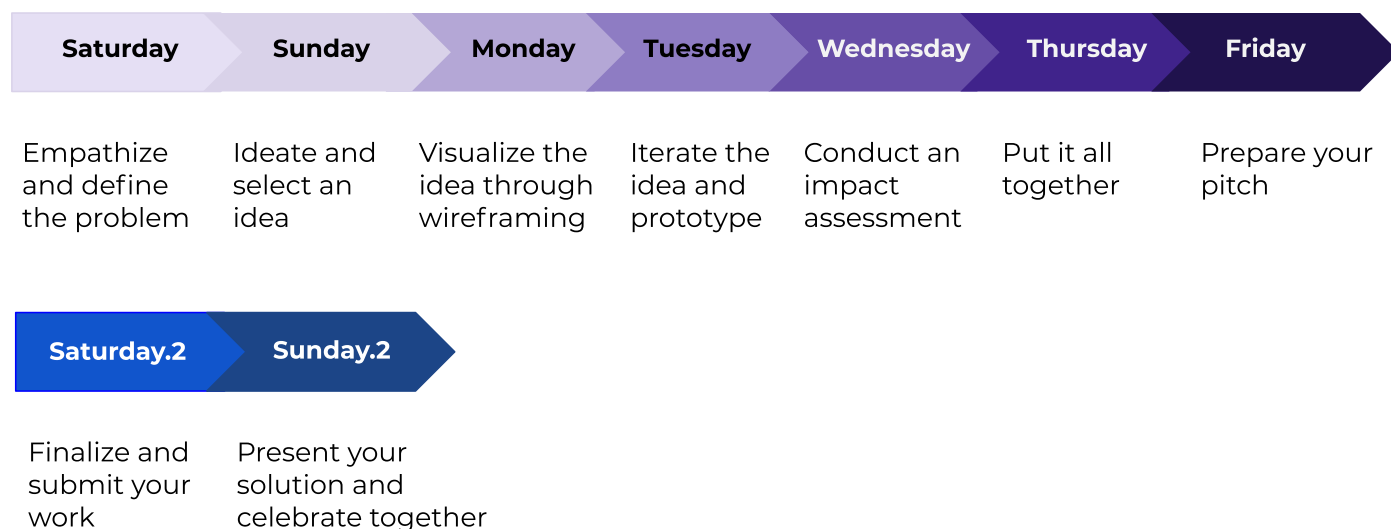 Saturday Sunday Monday Tuesday Wednesday Thursday Friday
Empathize
and define
the problem
Ideate and
select an
idea
Visualize the
idea through
wireframing
Iterate the
idea and
prototype
Conduct an
impact
assessment
Put it all
together
Prepare your
pitch
Saturday.2 Sunday.2
Finalize and
submit your
work
Present your
solution and
celebrate together